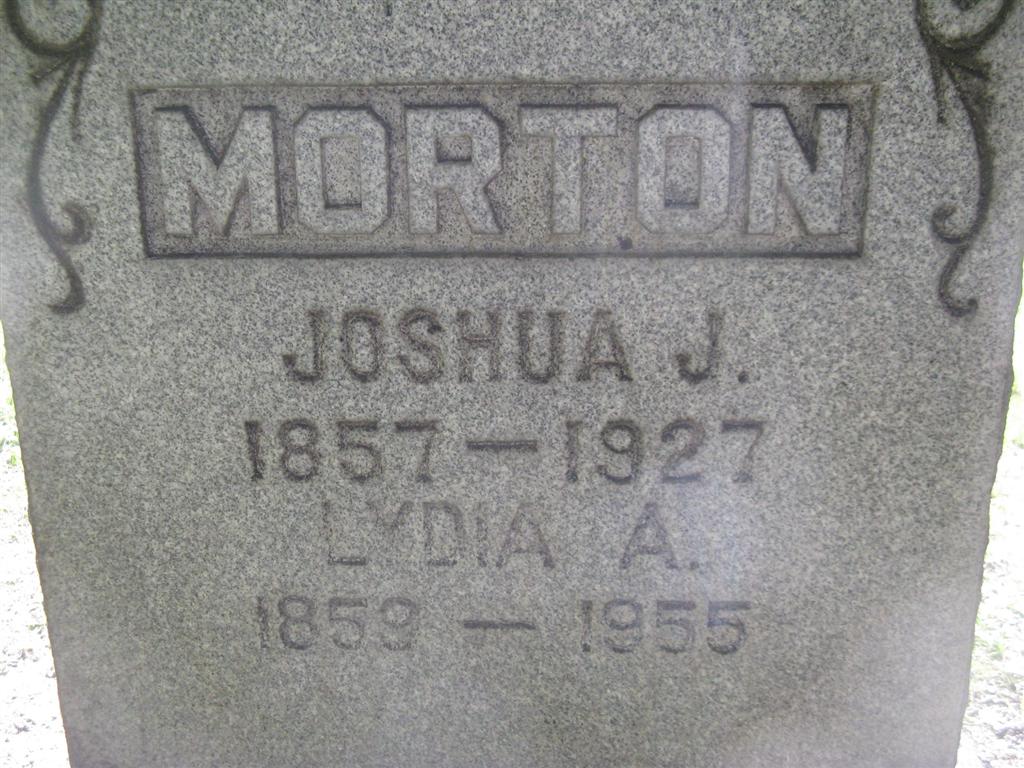 MORTON
JOSHUA J.
1857 — 1927
LYDIA A.
1859 — 1955